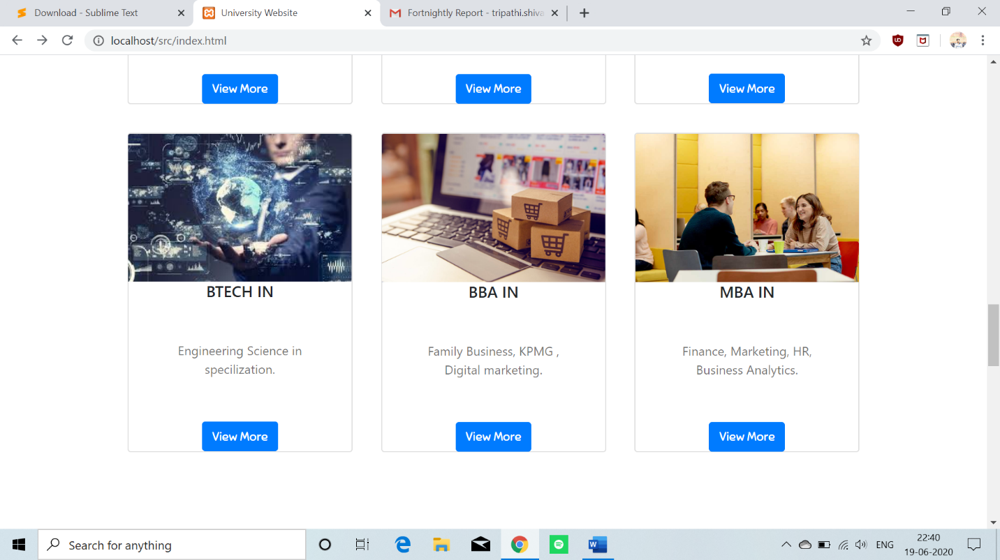 Download - Sublime Text
University Website
Fortnightly Report - tripathi.shiva
localhost/src/index.html
View More
View More
View More
BTECH IN
BBA IN
MBA IN
Engineering Science in
specilization.
Family Business, KPMG ,
Digital marketing.
Finance, Marketing, HR,
Business Analytics.
View More
View More
View More
Search for anything
ENG
22:40
19-06-2020